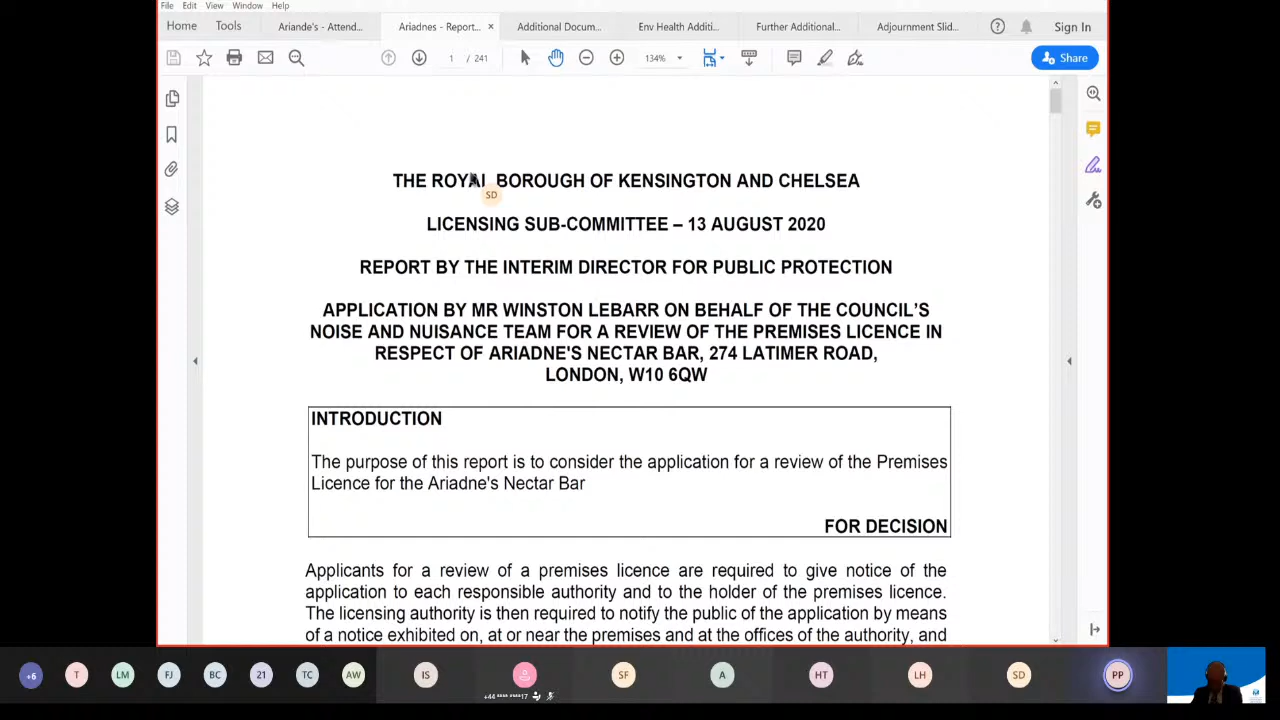 File Edit View Window Help
Home Tools Ariande's - Attend... Ariadnes - Report... × Additional Docum... Env Health Additi... Further Additional... Adjournment Slid... Sign In
1 / 241 134% Share
THE ROYAL BOROUGH OF KENSINGTON AND CHELSEA
SD
LICENSING SUB-COMMITTEE – 13 AUGUST 2020
REPORT BY THE INTERIM DIRECTOR FOR PUBLIC PROTECTION
APPLICATION BY MR WINSTON LEBARR ON BEHALF OF THE COUNCIL'S
NOISE AND NUISANCE TEAM FOR A REVIEW OF THE PREMISES LICENCE IN
RESPECT OF ARIADNE'S NECTAR BAR, 274 LATIMER ROAD,
LONDON, W10 6QW
INTRODUCTION
The purpose of this report is to consider the application for a review of the Premises
Licence for the Ariadne's Nectar Bar
FOR DECISION
Applicants for a review of a premises licence are required to give notice of the
application to each responsible authority and to the holder of the premises licence.
The licensing authority is then required to notify the public of the application by means
of a notice exhibited on, at or near the premises and at the offices of the authority, and
+6 T LM FJ BC 21 TC AW IS SF A HT LH SD PP
+44 **** ****17